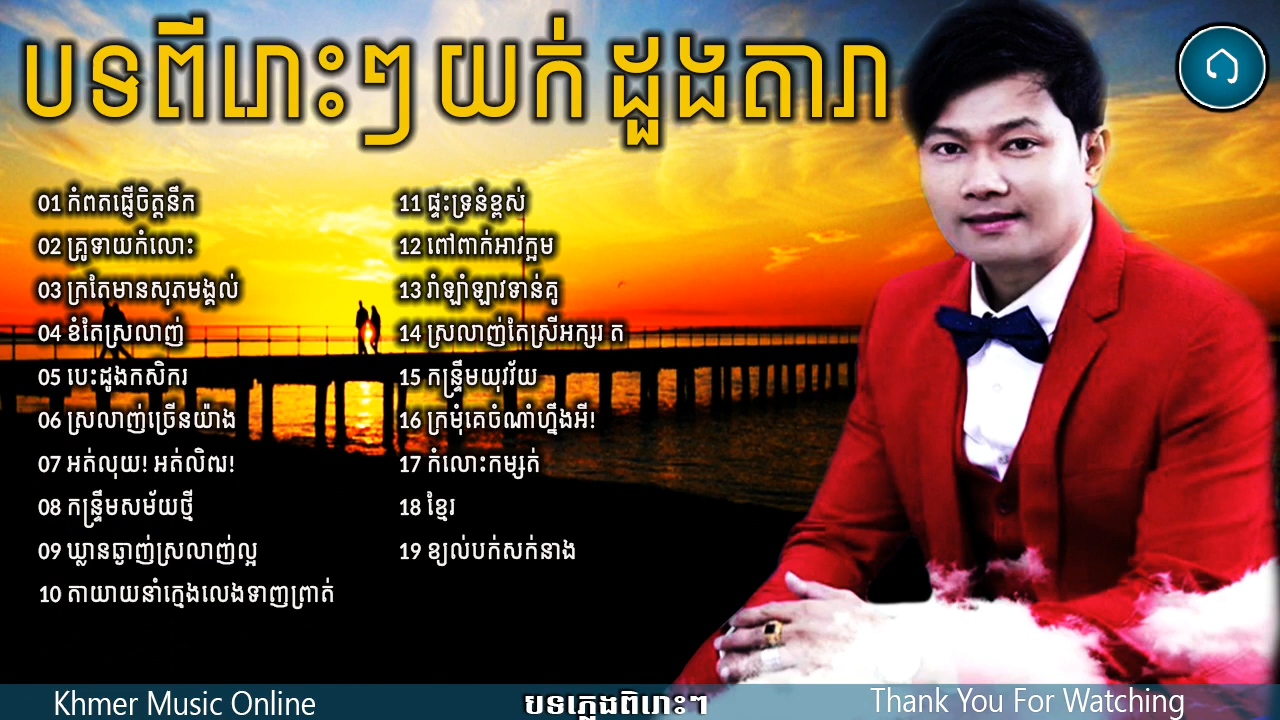 បទពីរោះៗ យក់ ដួងតារា
01 កំពតផ្ញើចិត្តនឹក
02 គ្រូទាយកំលោះ
03 ក្រតែមានសុភមង្គល់
04 ខំតែស្រលាញ់
05 បេះដូងកសិករ
06 ស្រលាញ់ច្រើនយ៉ាង
07 អត់លុយ! អត់លិឍ!
08 កន្ទ្រឹមសម័យថ្មី
09 ឃ្លានឆ្ងាញ់ស្រលាញ់ល្អ
10 តាយាយនាំក្មេងលេងទាញព្រាត់
11 ផ្ទះទ្រនំខ្ពស់
12 ពៅពាក់អាវក្អម
13 រាំឡាំឡាវទាន់គូ
14 ស្រលាញ់តែស្រីអក្សរ ត
15 កន្ទ្រឹមយុវវ័យ
16 ក្រមុំគេចំណាំហ្នឹងអី!
17 កំលោះកម្សត់
18 ខ្មែរ
19 ខ្យល់បក់សក់នាង
Khmer Music Online
បទភ្លេងពិរោះៗ
Thank You For Watching